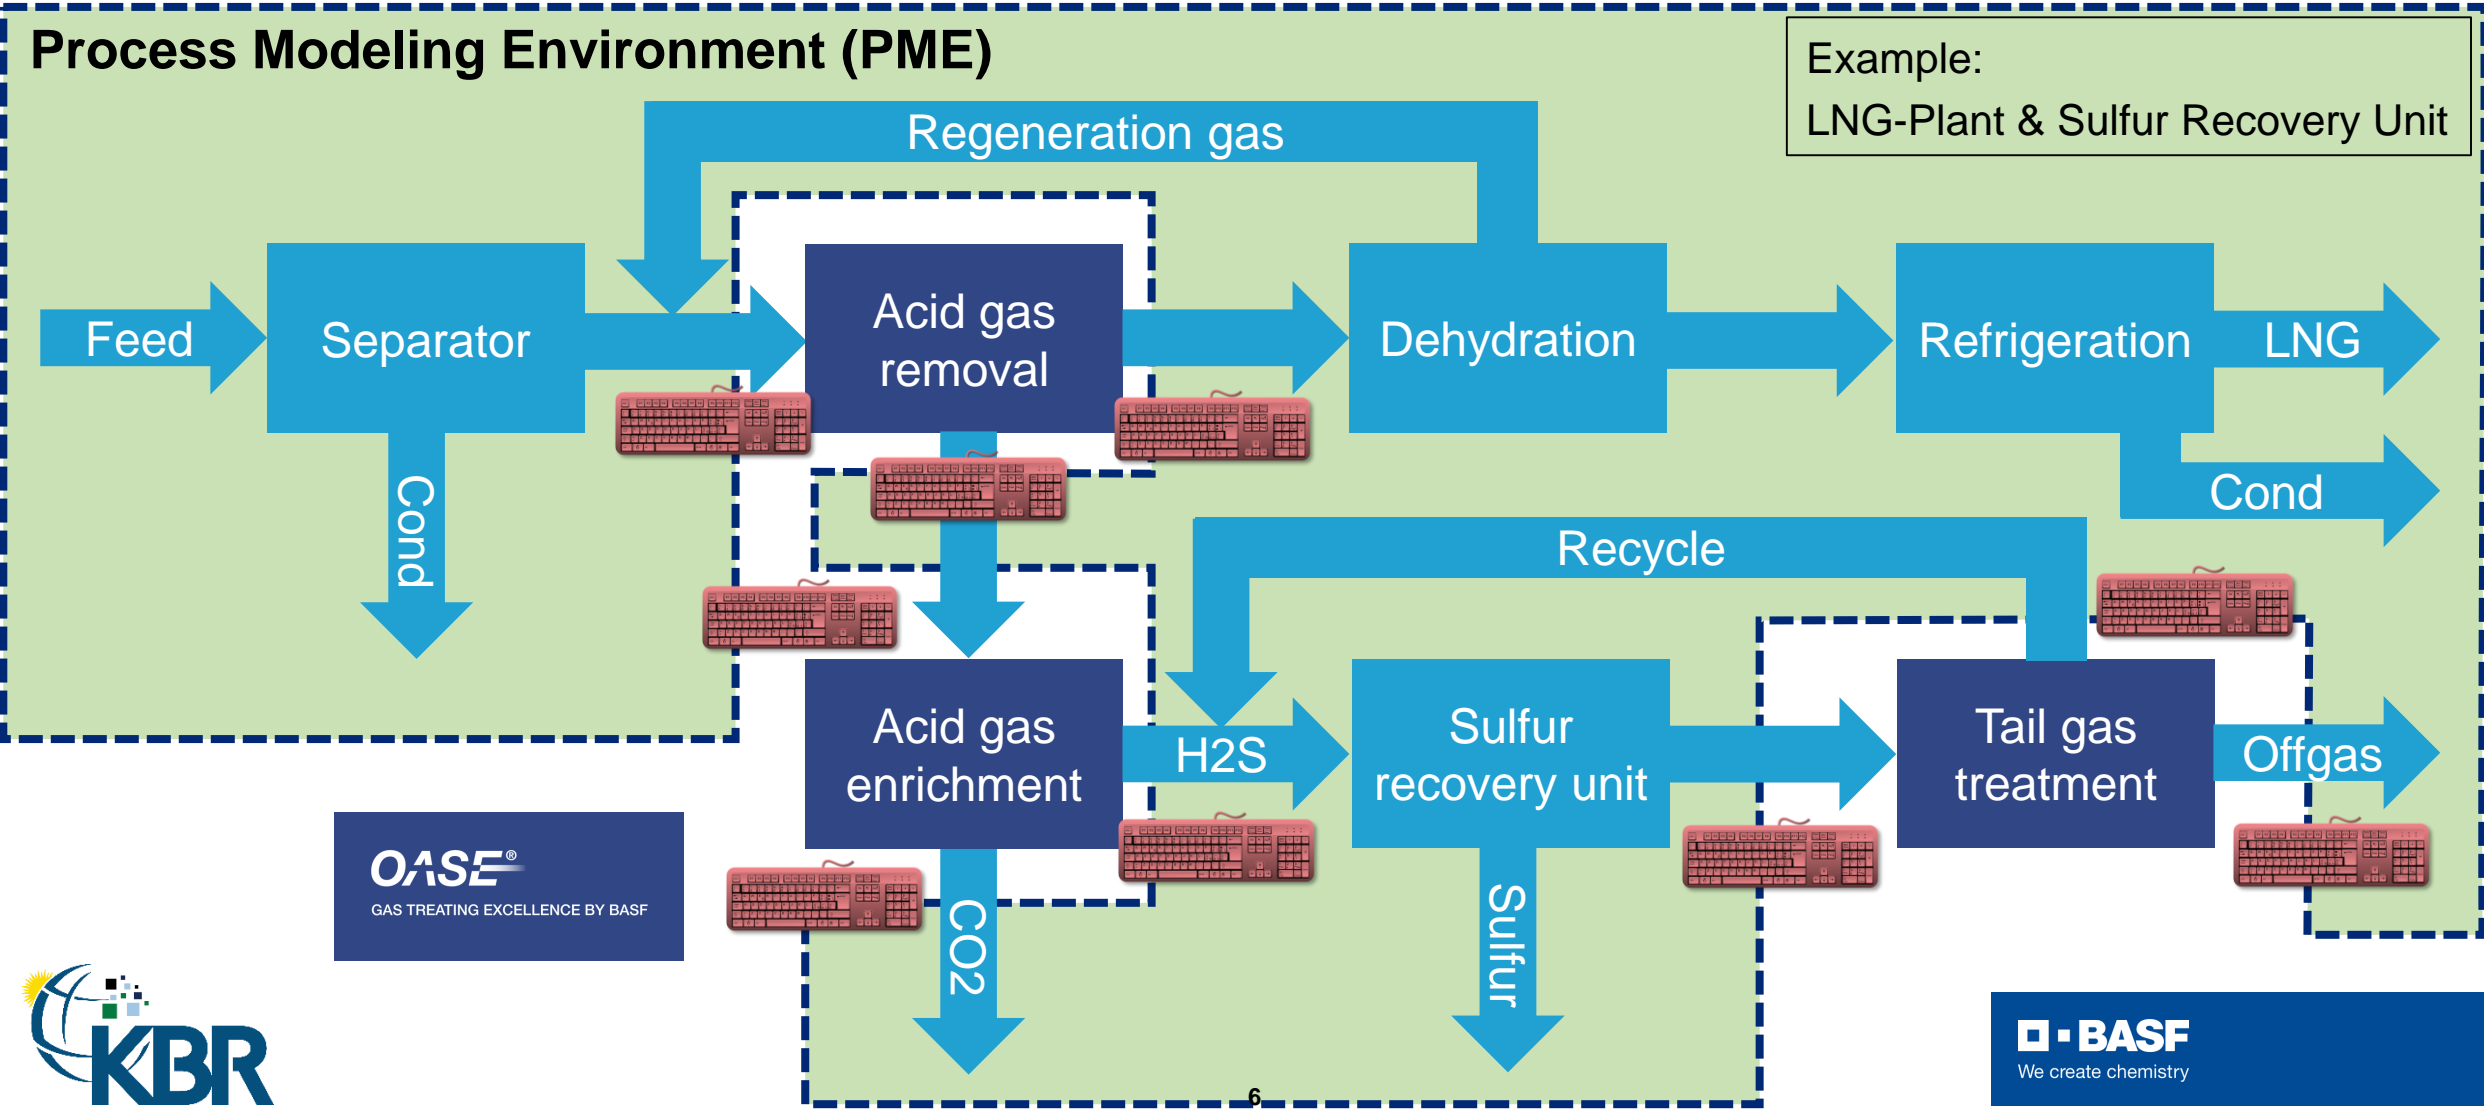 Process Modeling Environment (PME)
Example:
LNG-Plant & Sulfur Recovery Unit
Regeneration gas
Feed
Separator
Acid gas
removal
Dehydration
Refrigeration
LNG
Cond
Cond
Recycle
Acid gas
enrichment
H2S
Sulfur
recovery unit
Tail gas
treatment
Offgas
CO2
Sulfur
OASE®
GAS TREATING EXCELLENCE BY BASF
KBR
6
BASF
We create chemistry